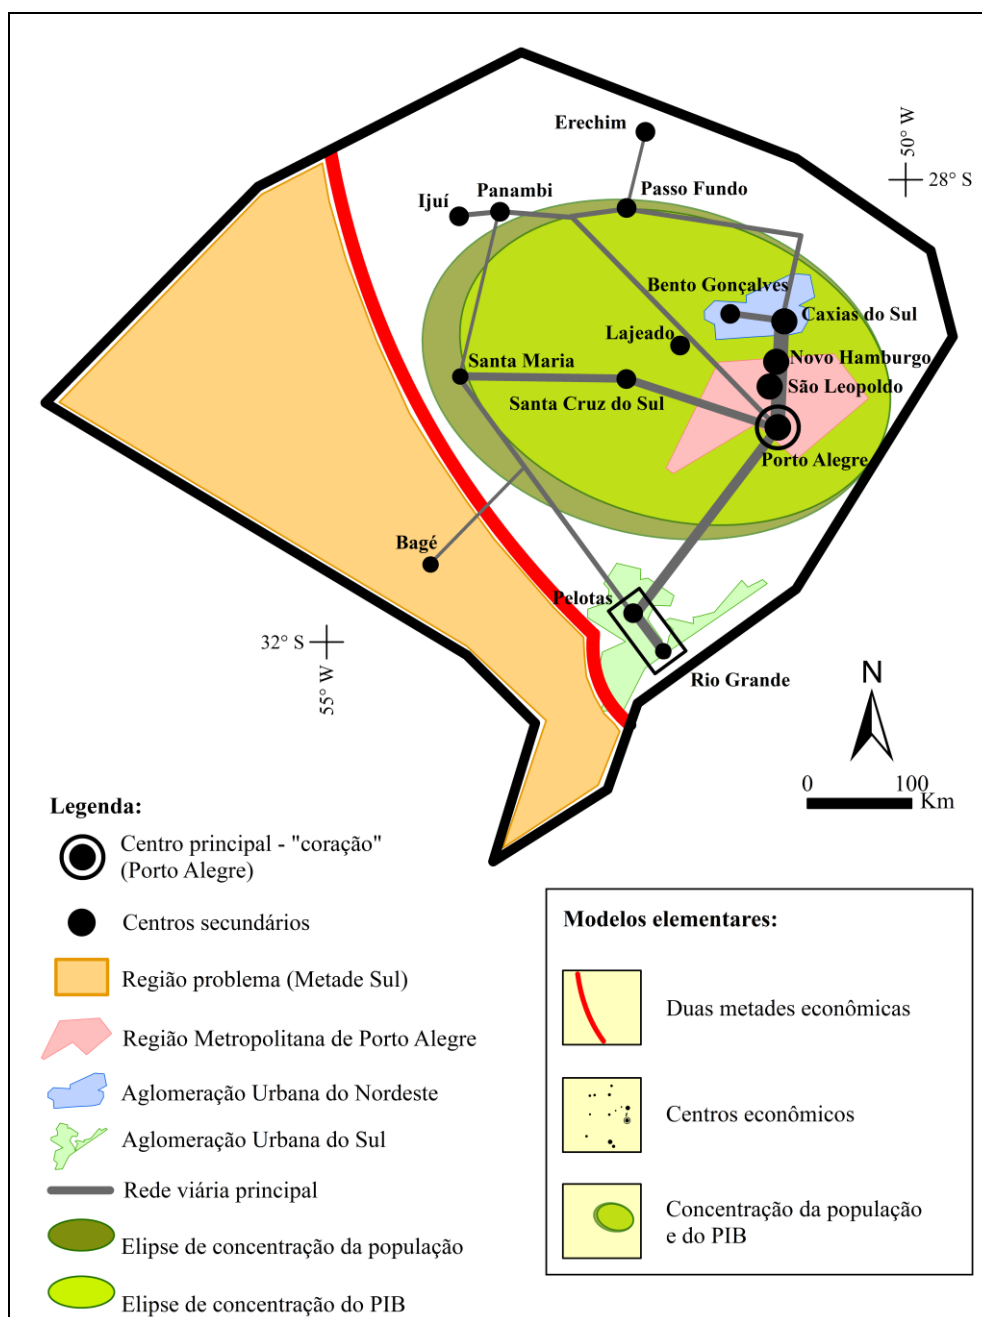 50° W
28° S
Erechim
Ijuí
Panambi
Passo Fundo
Bento Gonçalves
Caxias do Sul
Lajeado
Novo Hamburgo
Santa Maria
São Leopoldo
Santa Cruz do Sul
Porto Alegre
Bagé
Pelotas
32° S
55° W
Rio Grande
N
0 100
Km
Legenda:
Centro principal - "coração"
(Porto Alegre)
Centros secundários
Região problema (Metade Sul)
Região Metropolitana de Porto Alegre
Aglomeração Urbana do Nordeste
Aglomeração Urbana do Sul
Rede viária principal
Elipse de concentração da população
Elipse de concentração do PIB
Modelos elementares:
Duas metades econômicas
Centros econômicos
Concentração da população
e do PIB